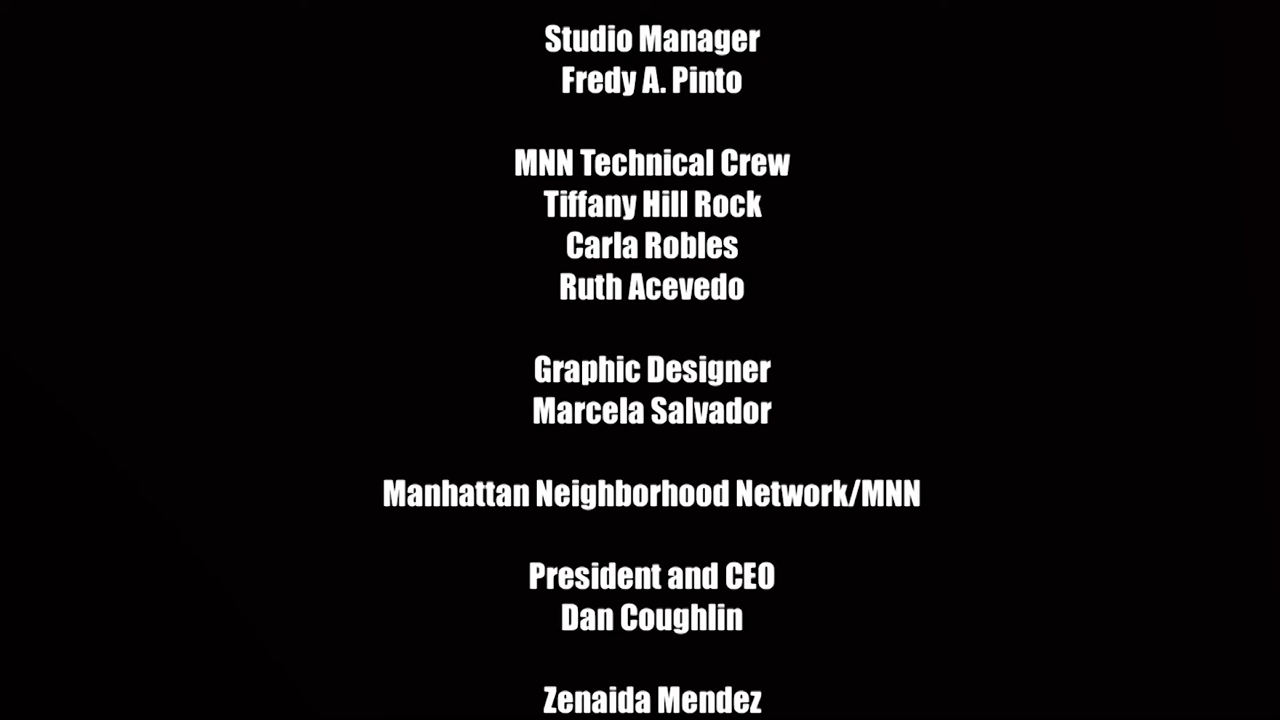 Studio Manager
Fredy A. Pinto
MNN Technical Crew
Tiffany Hill Rock
Carla Robles
Ruth Acevedo
Graphic Designer
Marcela Salvador
Manhattan Neighborhood Network/MNN
President and CEO
Dan Coughlin
Zenaida Mendez